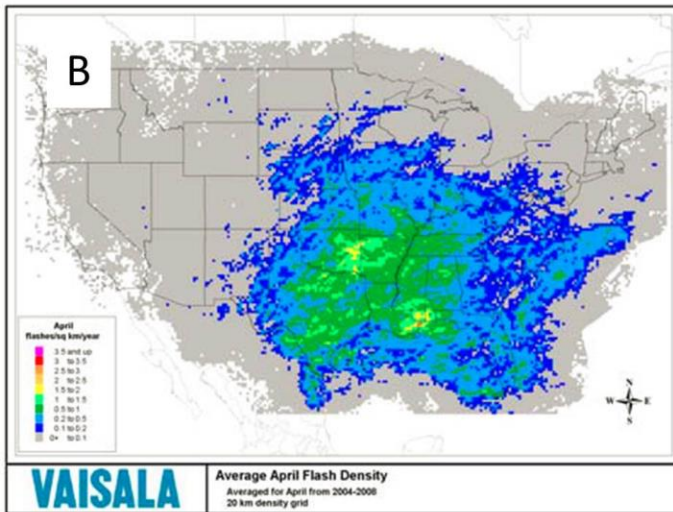 B
April
flashes/sq km/year
3.5 and up
3 to 3.5
2.5 to 3
2 to 2.5
1.5 to 2
1 to 1.5
0.5 to 1
0.2 to 0.5
0.1 to 0.2
0+ to 0.1
N
W E
S
VAISALA
Average April Flash Density
Averaged for April from 2004-2008
20 km density grid